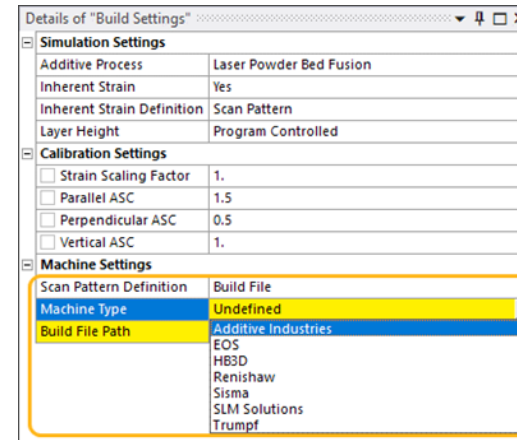 Details of "Build Settings"
Simulation Settings
Additive Process Laser Powder Bed Fusion
Inherent Strain Yes
Inherent Strain Definition Scan Pattern
Layer Height Program Controlled
Calibration Settings
Strain Scaling Factor 1.
Parallel ASC 1.5
Perpendicular ASC 0.5
Vertical ASC 1.
Machine Settings
Scan Pattern Definition Build File
Machine Type Undefined
Build File Path Additive Industries
EOS
HB3D
Renishaw
Sisma
SLM Solutions
Trumpf